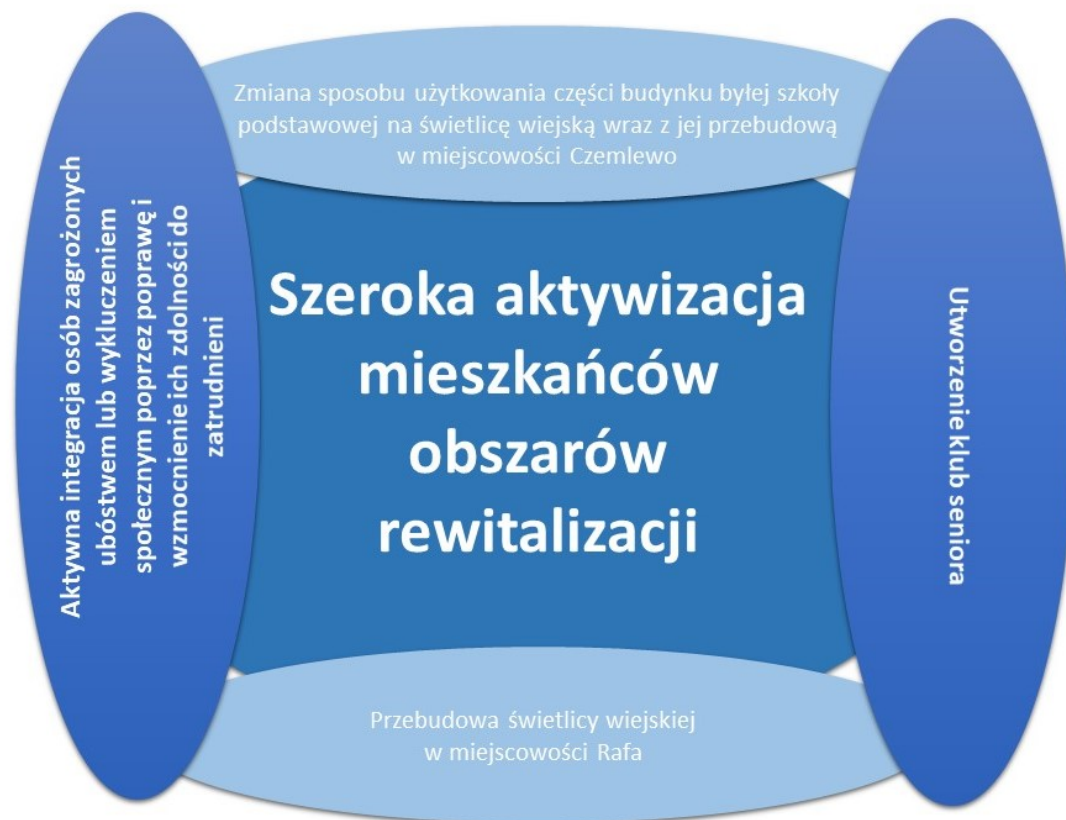 Zmiana sposobu użytkowania części budynku byłej szkoły
podstawowej na świetlicę wiejską wraz z jej przebudową
w miejscowości Czemlewo
Aktywna integracja osób zagrożonych
ubóstwem lub wykluczeniem
społecznym poprzez poprawę i
wzmocnienie ich zdolności do
zatrudnieni
Szeroka aktywizacja
mieszkańców
obszarów
rewitalizacji
Utworzenie klub seniora
Przebudowa świetlicy wiejskiej
w miejscowości Rafa